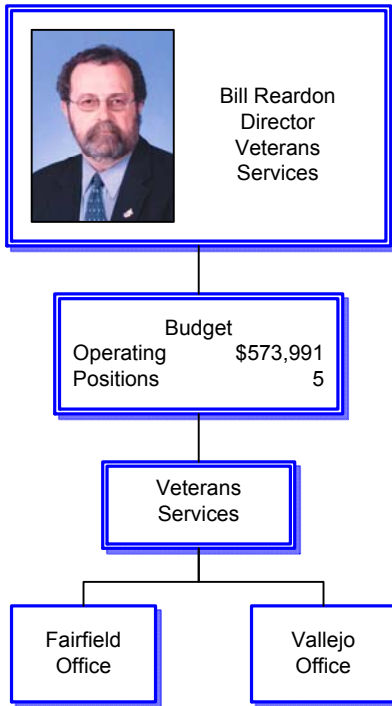 Bill Reardon
Director
Veterans
Services
Budget
Operating $573,991
Positions 5
Veterans
Services
Fairfield
Office
Vallejo
Office